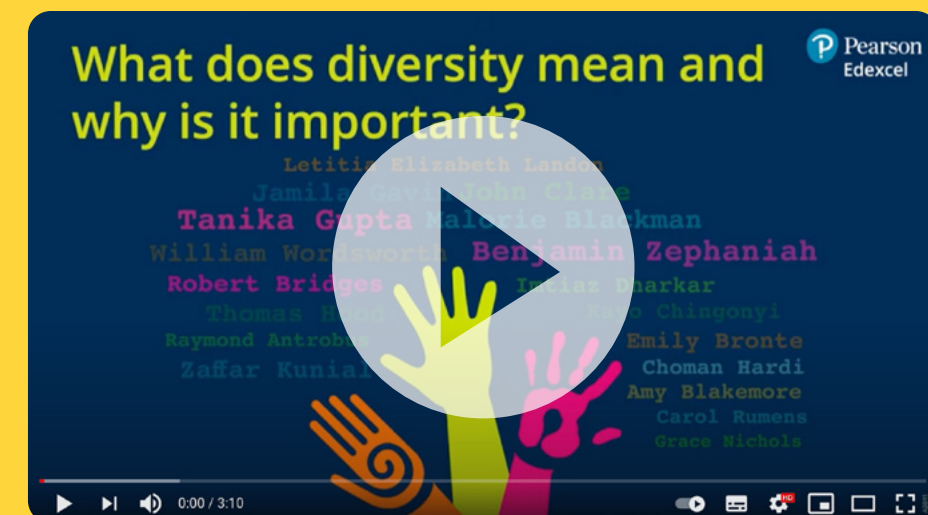 What does diversity mean and
why is it important?
Pearson
Edexcel
Letitia Elizabeth Landon
Jamila Gavin John Clare
Tanika Gupta Malorie Blackman
William Wordsworth Benjamin Zephaniah
Robert Bridges Imtiaz Dharkar
Thomas Hood Kayo Chingonyi
Raymond Antrobus Emily Bronte
Zaffar Kunial Choman Hardi
Amy Blakemore
Carol Rumens
Grace Nichols
0:00 / 3:10
HD